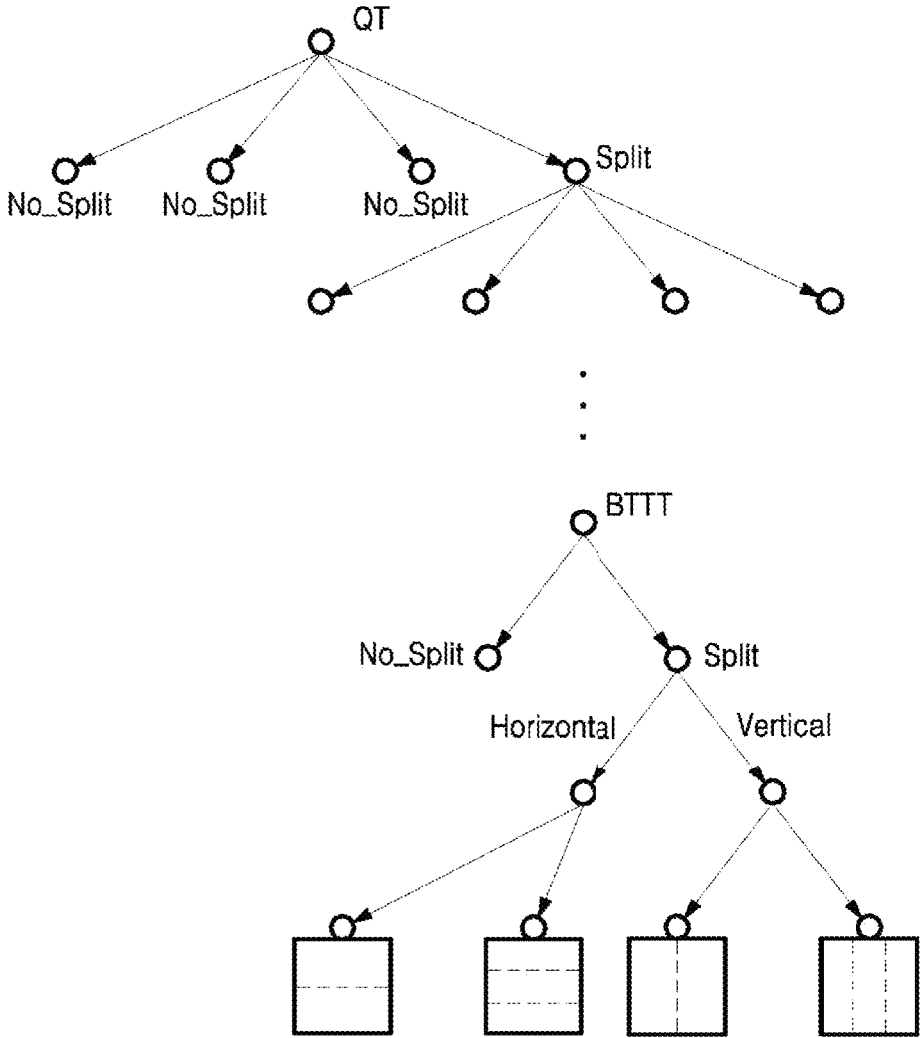 QT
Split
No_Split
No_Split
No_Split
BTTT
No_Split
Split
Horizontal
Vertical